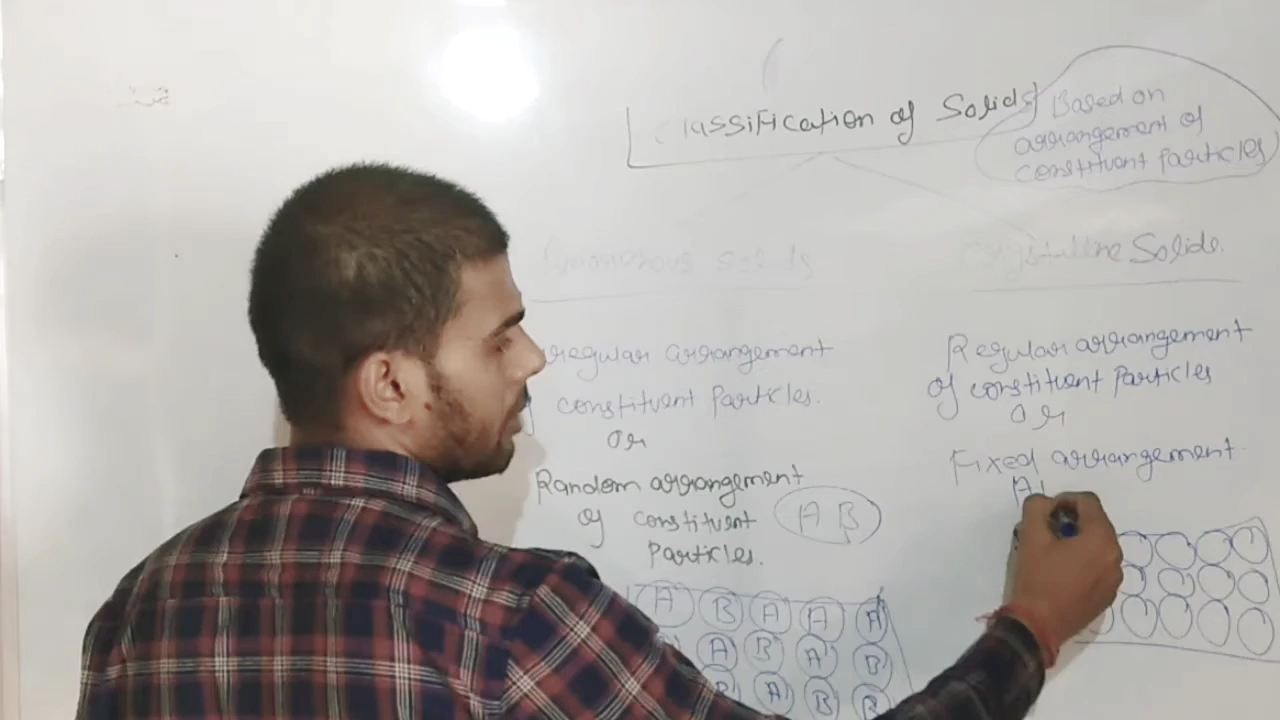 Classification of Solids
Based on
arrangement of
constituent Particles
Amorphous solids
Crystalline Solids.
regular arrangement
of constituent Particles.
Or
Random arrangement
of constituent
Particles.
A B
A B A A A
A B A B
B A B B
Regular arrangement
of constituent Particles
Or
Fixed arrangement.
A